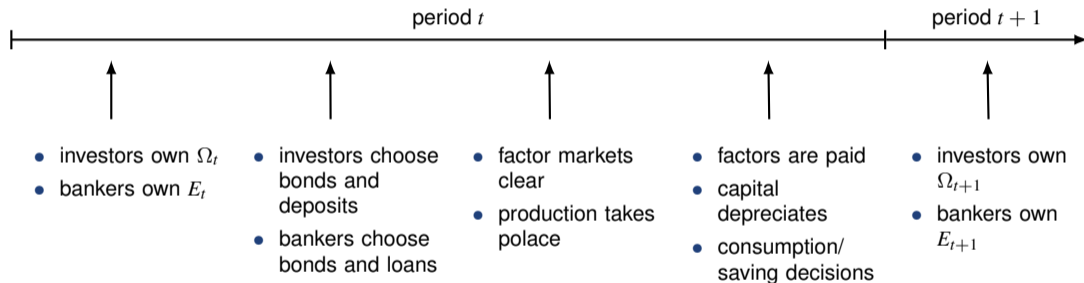 period t
period t + 1
• investors own Ωₜ
• bankers own Eₜ
• investors choose
bonds and
deposits
• bankers choose
bonds and loans
• factor markets
clear
• production takes
polace
• factors are paid
• capital
depreciates
• consumption/
saving decisions
• investors own
Ωₜ₊₁
• bankers own
Eₜ₊₁